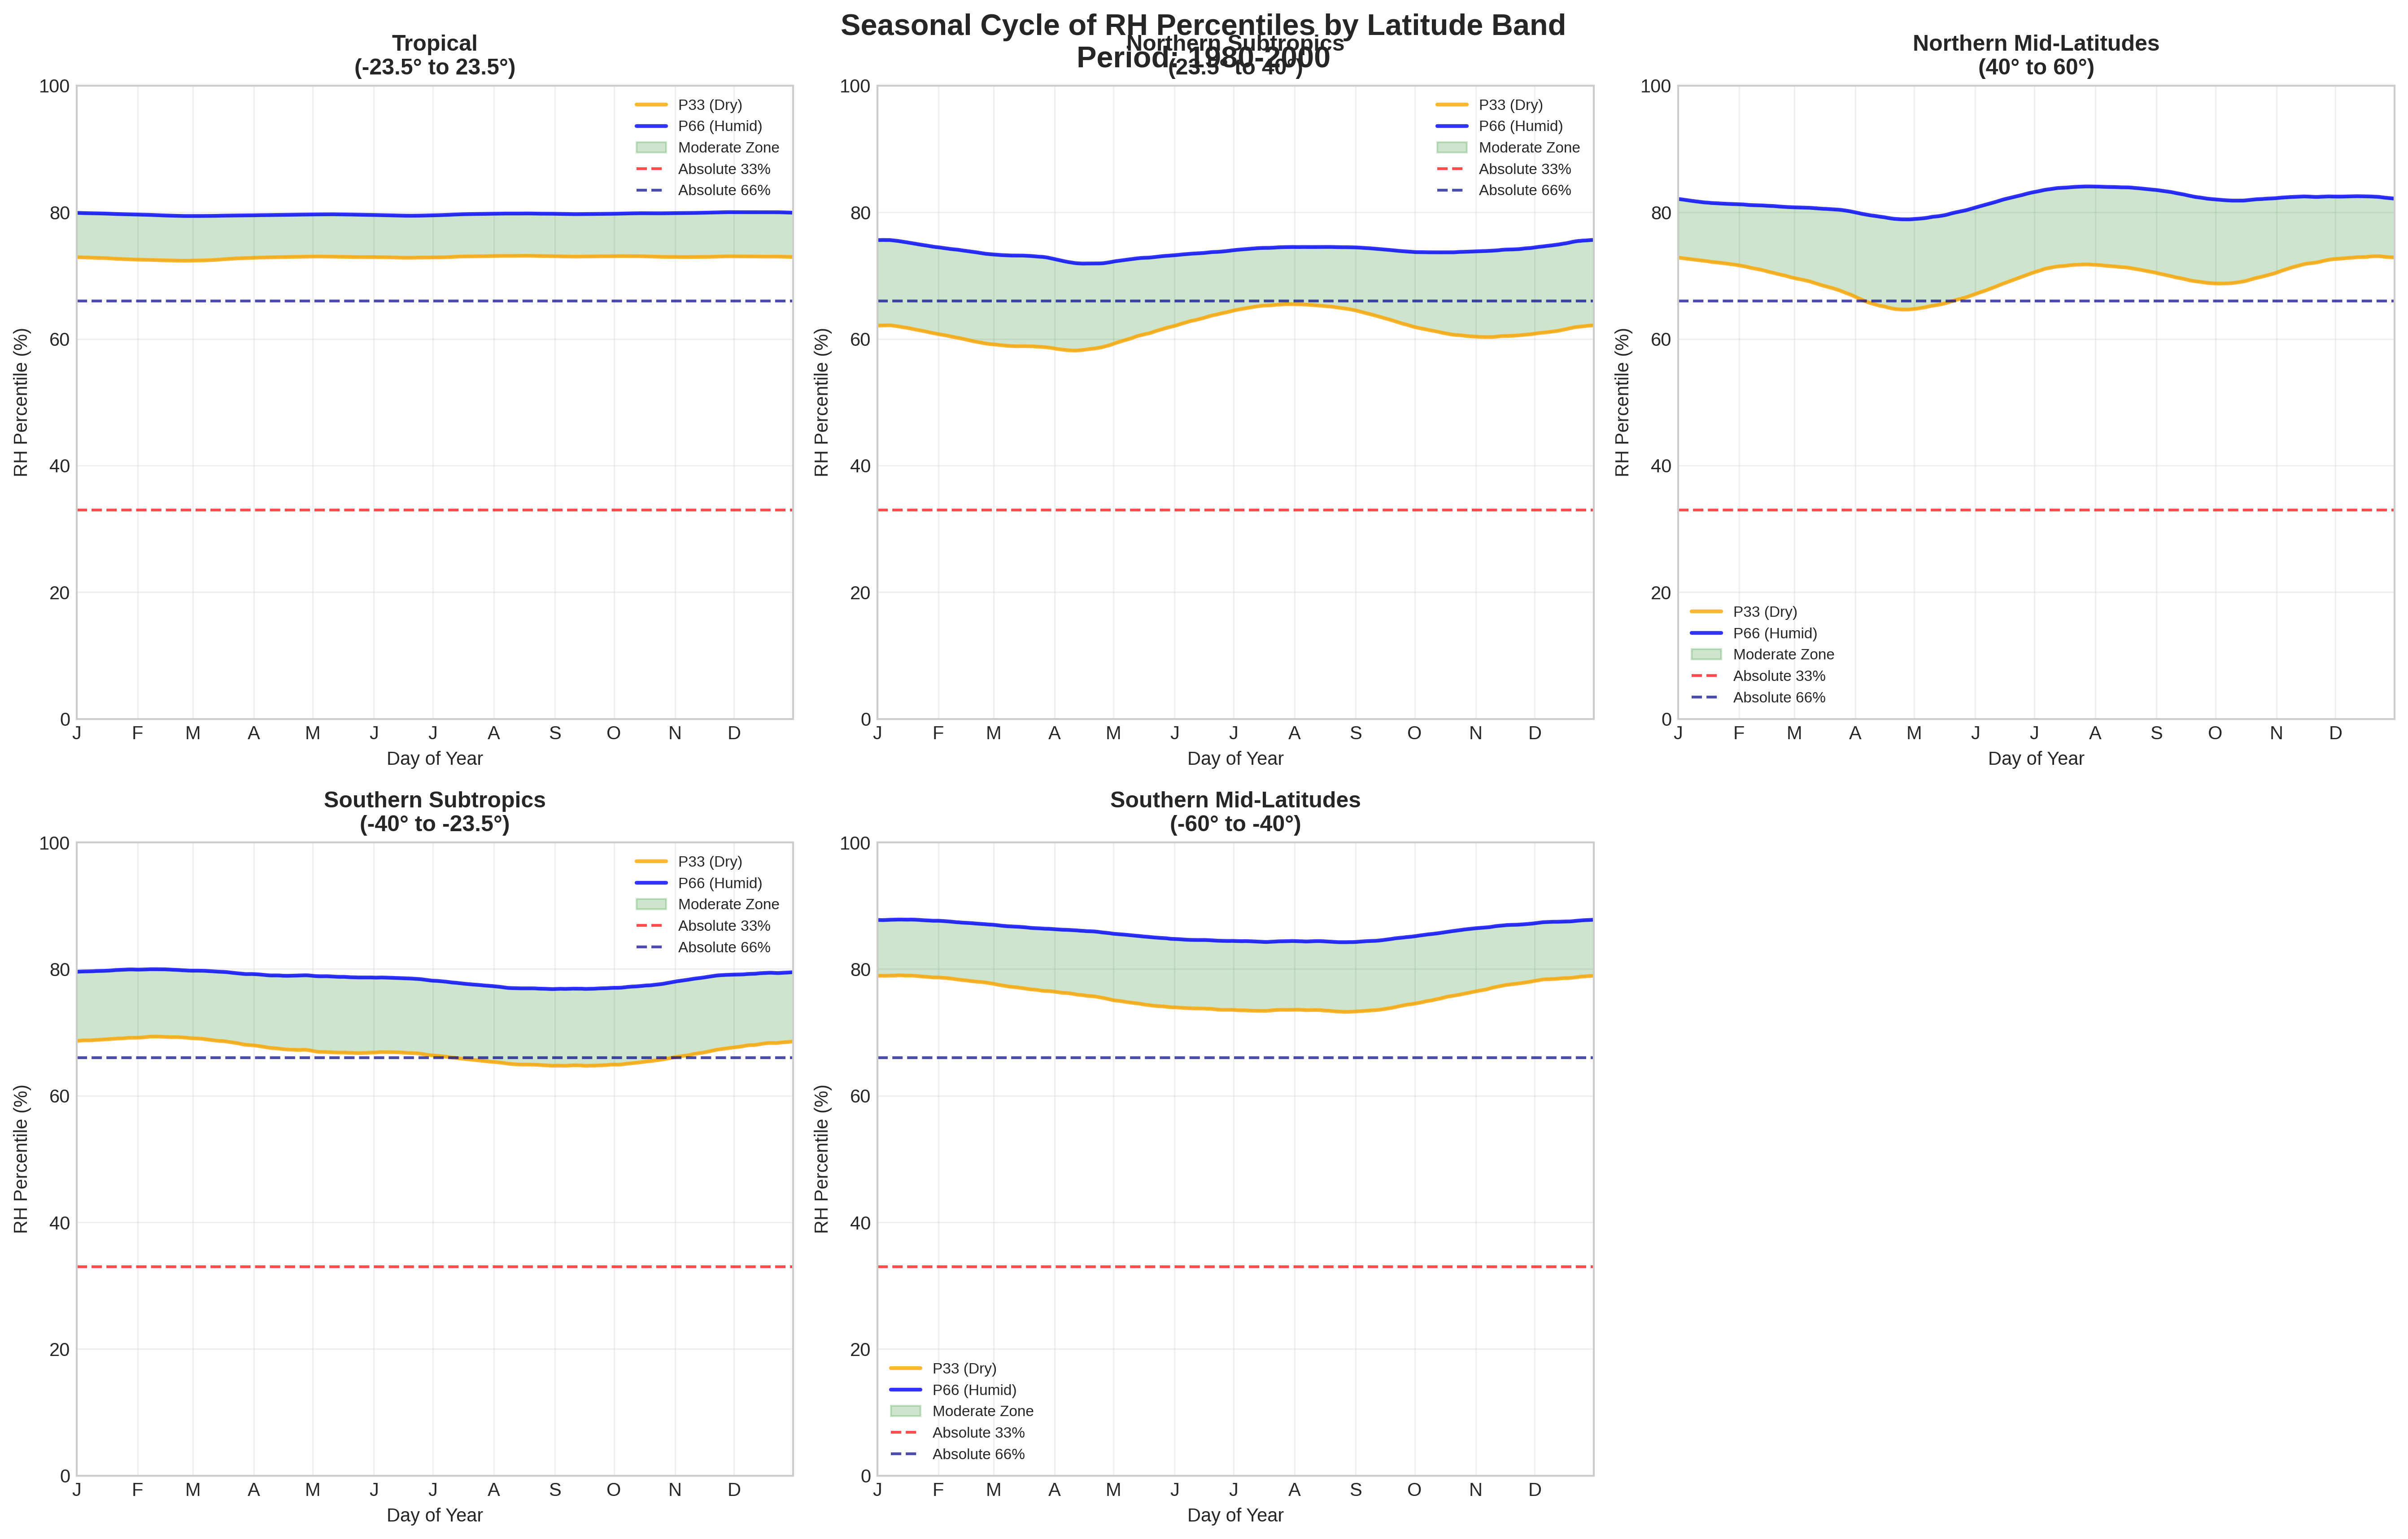 Seasonal Cycle of RH Percentiles by Latitude Band
Period: 1980-2000
Tropical
(-23.5° to 23.5°)
100
80
60
40
20
0
RH Percentile (%)
P33 (Dry)
P66 (Humid)
Moderate Zone
Absolute 33%
Absolute 66%
J F M A M J J A S O N D
Day of Year
Northern Subtropics
(23.5° to 40°)
100
80
60
40
20
0
RH Percentile (%)
P33 (Dry)
P66 (Humid)
Moderate Zone
Absolute 33%
Absolute 66%
J F M A M J J A S O N D
Day of Year
Northern Mid-Latitudes
(40° to 60°)
100
80
60
40
20
0
RH Percentile (%)
P33 (Dry)
P66 (Humid)
Moderate Zone
Absolute 33%
Absolute 66%
J F M A M J J A S O N D
Day of Year
Southern Subtropics
(-40° to -23.5°)
100
80
60
40
20
0
RH Percentile (%)
P33 (Dry)
P66 (Humid)
Moderate Zone
Absolute 33%
Absolute 66%
J F M A M J J A S O N D
Day of Year
Southern Mid-Latitudes
(-60° to -40°)
100
80
60
40
20
0
RH Percentile (%)
P33 (Dry)
P66 (Humid)
Moderate Zone
Absolute 33%
Absolute 66%
J F M A M J J A S O N D
Day of Year